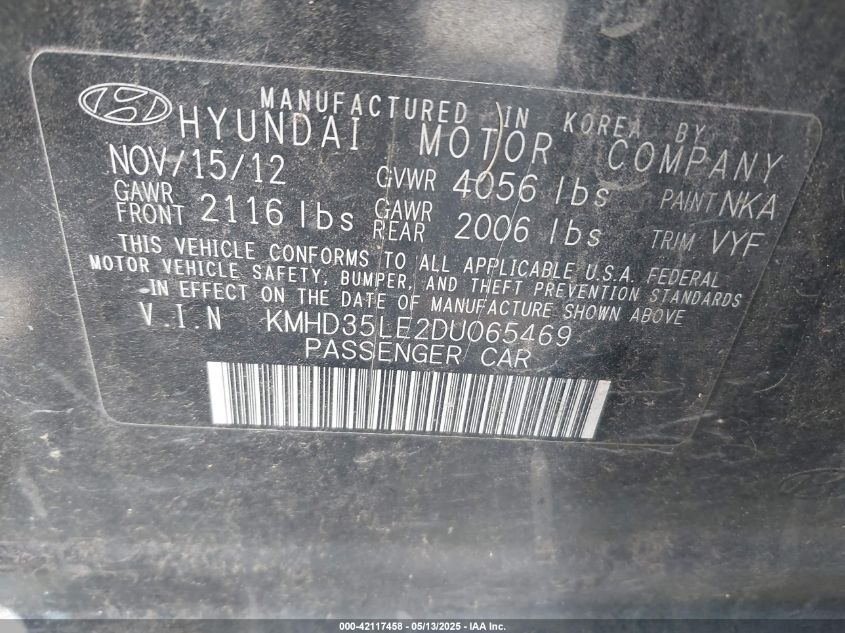 MANUFACTURED IN KOREA BY
HYUNDAI MOTOR COMPANY
NOV/15/12 GVWR 4056 lbs PAINT NKA
GAWR FRONT 2116 lbs GAWR REAR 2006 lbs TRIM VYF
THIS VEHICLE CONFORMS TO ALL APPLICABLE U.S.A. FEDERAL
MOTOR VEHICLE SAFETY, BUMPER, AND THEFT PREVENTION STANDARDS
IN EFFECT ON THE DATE OF MANUFACTURE SHOWN ABOVE
V.I.N KMHD35LE2DU065469
PASSENGER CAR
000-42117458 - 05/13/2025 - IAA Inc.